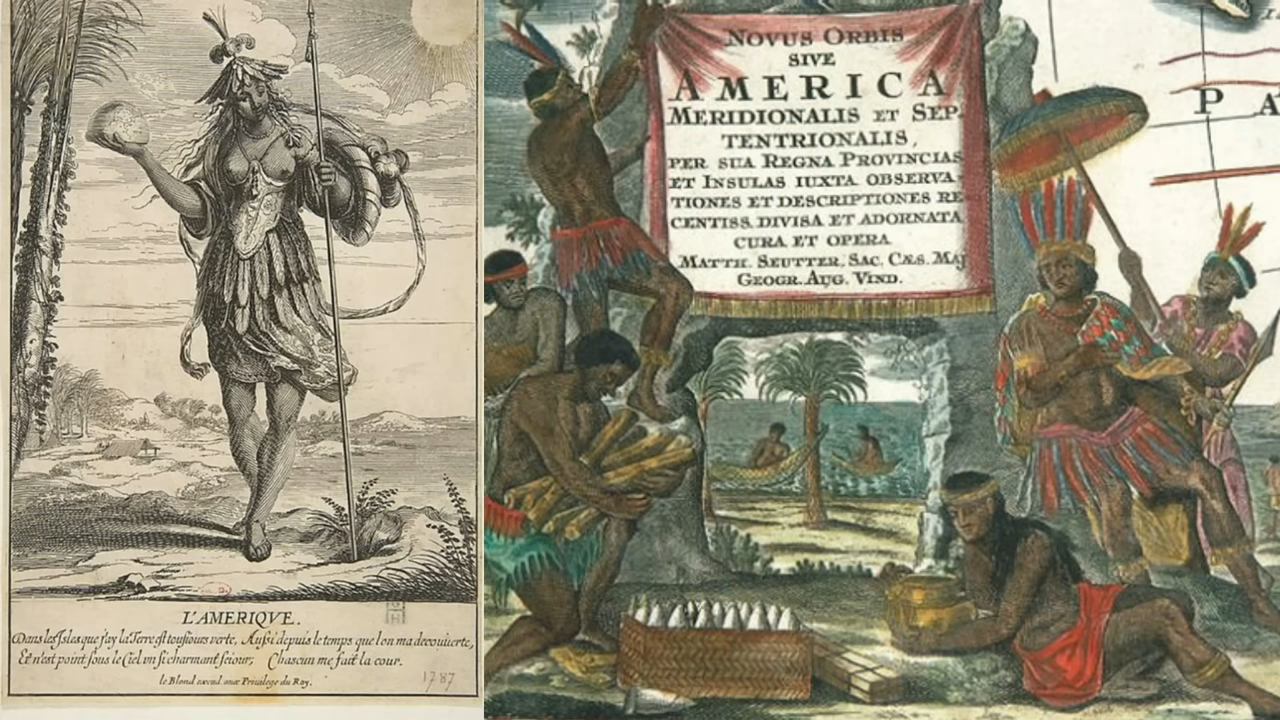 L'AMERIQVE.
Dans les Isles que j'ay la Terre est tousiours verte, Aussi depuis le temps que lon ma decouuerte,
Et n'est point sous le Ciel vn si charmant seiour; Chascun me fait la cour.
le Blond excud. auec Priuilege du Roy.
1787
NOVUS ORBIS
SIVE
AMERICA
MERIDIONALIS ET SEP-
TENTRIONALIS,
PER SUA REGNA PROVINCIAS
ET INSULAS IUXTA OBSERVA-
TIONES ET DESCRIPTIONES RE
CENTISS. DIVISA ET ADORNATA
CURA ET OPERA
MATTH. SEUTTER, SAC. CÆS. MAJ
GEOGR. AUG. VIND.
P A